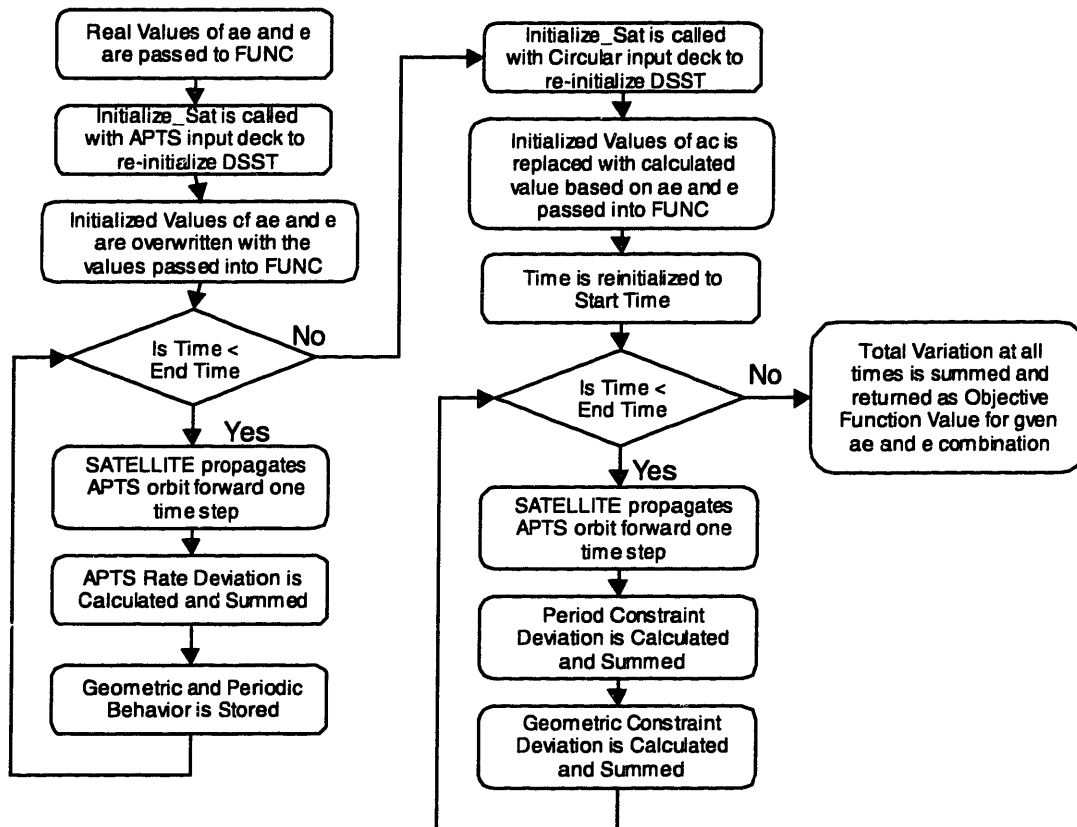 Real Values of ae and e
are passed to FUNC
Initialize_Sat is called
with APTS input deck to
re-initialize DSST
Initialized Values of ae and e
are overwritten with the
values passed into FUNC
Is Time <
End Time
No
Yes
SATELLITE propagates
APTS orbit forward one
time step
APTS Rate Deviation is
Calculated and Summed
Geometric and Periodic
Behavior is Stored
Initialize_Sat is called
with Circular input deck to
re-initialize DSST
Initialized Values of ac is
replaced with calculated
value based on ae and e
passed into FUNC
Time is reinitialized to
Start Time
Is Time <
End Time
No
Yes
SATELLITE propagates
APTS orbit forward one
time step
Period Constraint
Deviation is Calculated
and Summed
Geometric Constraint
Deviation is Calculated
and Summed
Total Variation at all
times is summed and
returned as Objective
Function Value for gven
ae and e combination